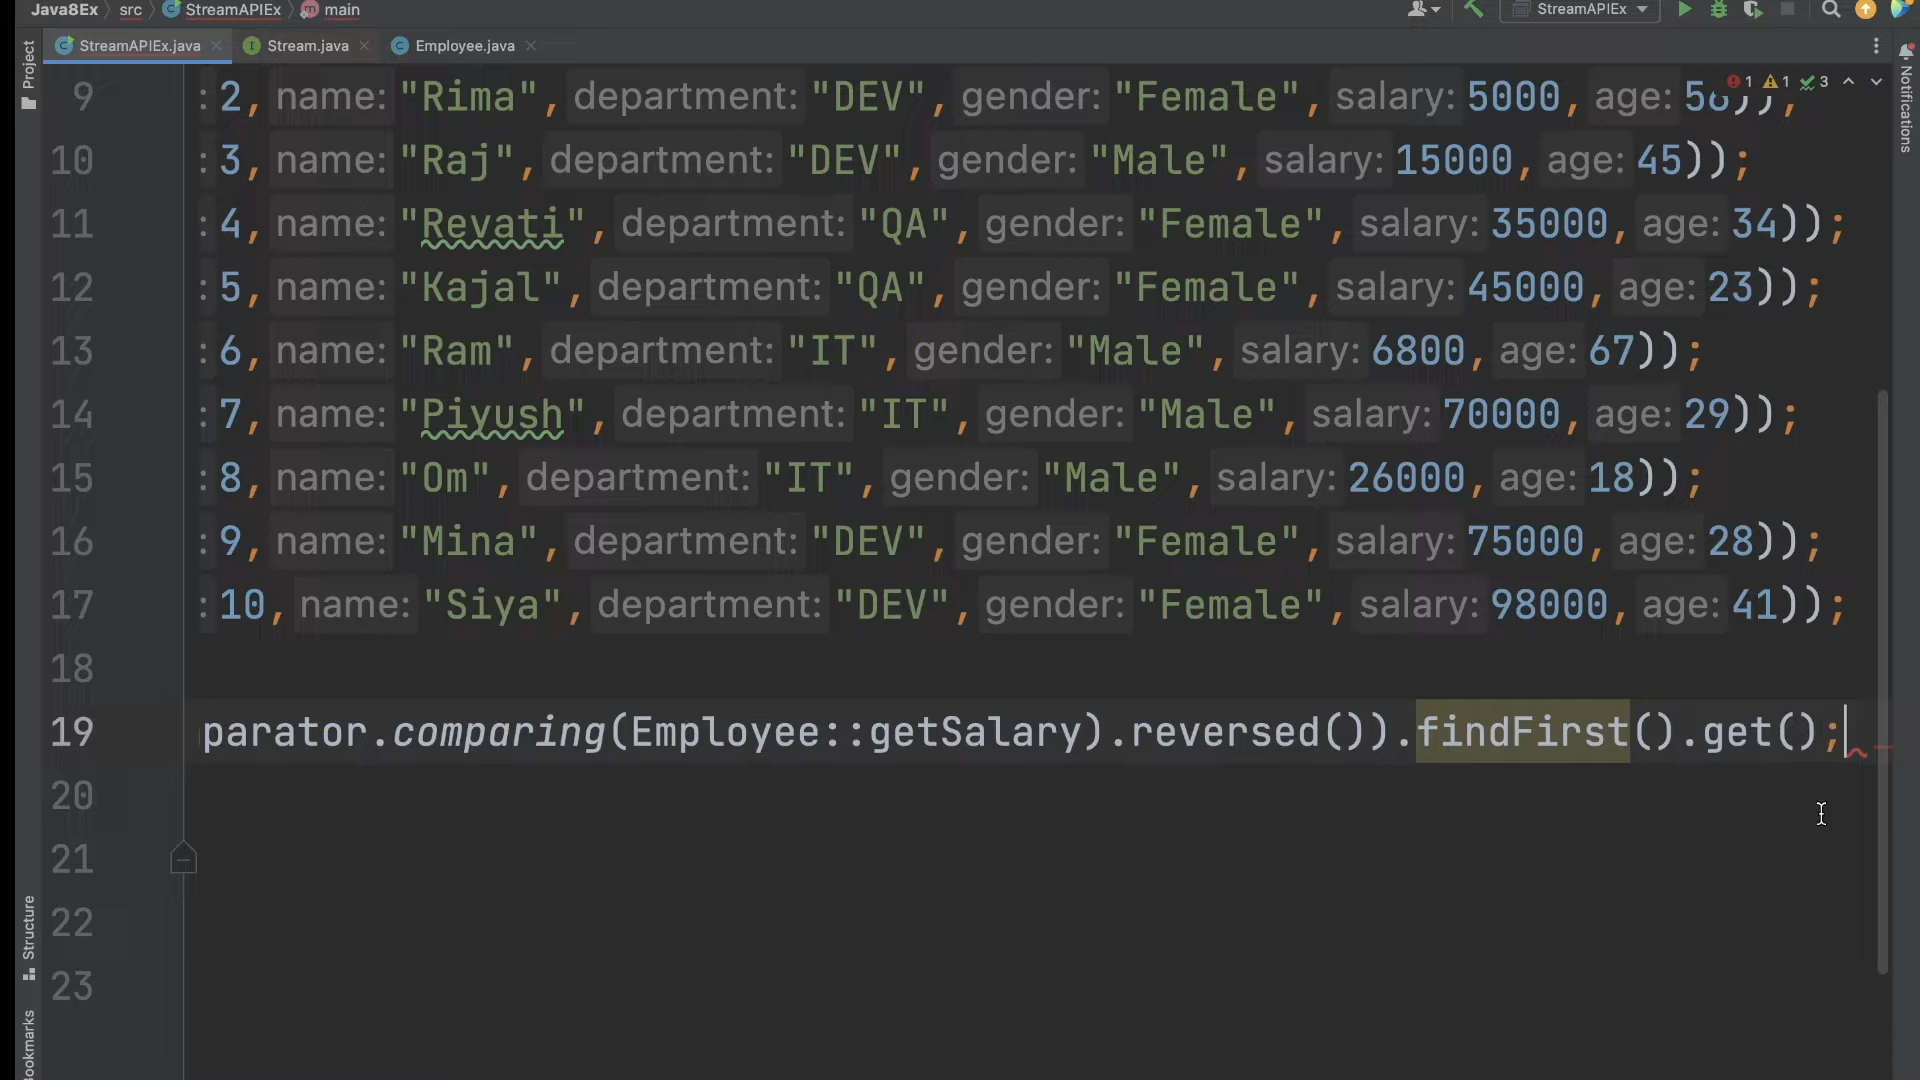 Java8Ex src StreamAPIEx main StreamAPIEx
Project
StreamAPIEx.java Stream.java Employee.java
Notifications
1 1 3
9 : 2, name: "Rima", department: "DEV", gender: "Female", salary: 5000, age: 56));
10 : 3, name: "Raj", department: "DEV", gender: "Male", salary: 15000, age: 45));
11 : 4, name: "Revati", department: "QA", gender: "Female", salary: 35000, age: 34));
12 : 5, name: "Kajal", department: "QA", gender: "Female", salary: 45000, age: 23));
13 : 6, name: "Ram", department: "IT", gender: "Male", salary: 6800, age: 67));
14 : 7, name: "Piyush", department: "IT", gender: "Male", salary: 70000, age: 29));
15 : 8, name: "Om", department: "IT", gender: "Male", salary: 26000, age: 18));
16 : 9, name: "Mina", department: "DEV", gender: "Female", salary: 75000, age: 28));
17 : 10, name: "Siya", department: "DEV", gender: "Female", salary: 98000, age: 41));
18
19 parator.comparing(Employee::getSalary).reversed()).findFirst().get();
20
21
22
23
Structure
ookmarks